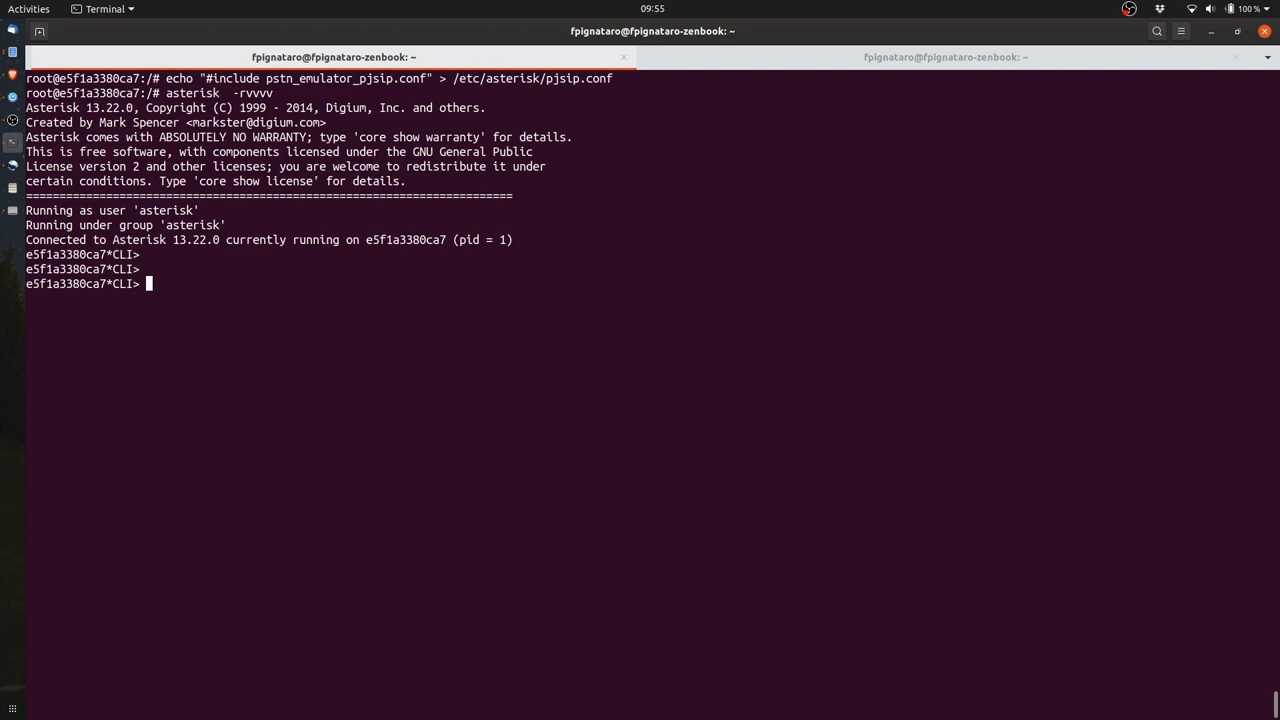 Activities
Terminal
09:55
100 %
fpignataro@fpignataro-zenbook: ~
fpignataro@fpignataro-zenbook: ~
fpignataro@fpignataro-zenbook: ~
root@e5f1a3380ca7:/# echo "#include pstn_emulator_pjsip.conf" > /etc/asterisk/pjsip.conf
root@e5f1a3380ca7:/# asterisk  -rvvvv
Asterisk 13.22.0, Copyright (C) 1999 - 2014, Digium, Inc. and others.
Created by Mark Spencer <markster@digium.com>
Asterisk comes with ABSOLUTELY NO WARRANTY; type 'core show warranty' for details.
This is free software, with components licensed under the GNU General Public
License version 2 and other licenses; you are welcome to redistribute it under
certain conditions. Type 'core show license' for details.
=========================================================================
Running as user 'asterisk'
Running under group 'asterisk'
Connected to Asterisk 13.22.0 currently running on e5f1a3380ca7 (pid = 1)
e5f1a3380ca7*CLI>
e5f1a3380ca7*CLI>
e5f1a3380ca7*CLI>